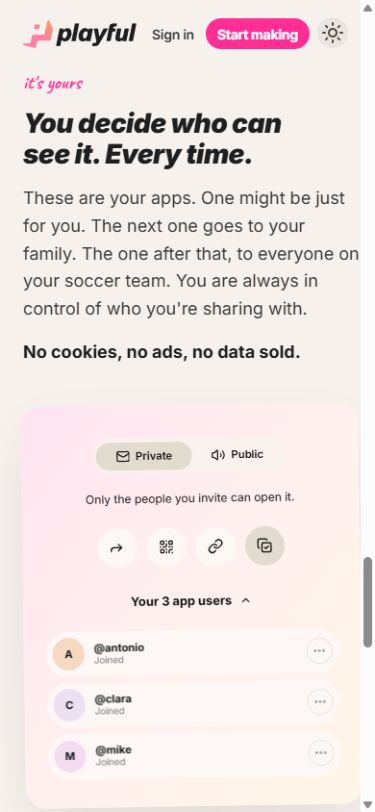 playful
Sign in
Start making
it's yours
You decide who can
see it. Every time.
These are your apps. One might be just
for you. The next one goes to your
family. The one after that, to everyone on
your soccer team. You are always in
control of who you're sharing with.
No cookies, no ads, no data sold.
Private
Public
Only the people you invite can open it.
Your 3 app users
A
@antonio
Joined
C
@clara
Joined
M
@mike
Joined